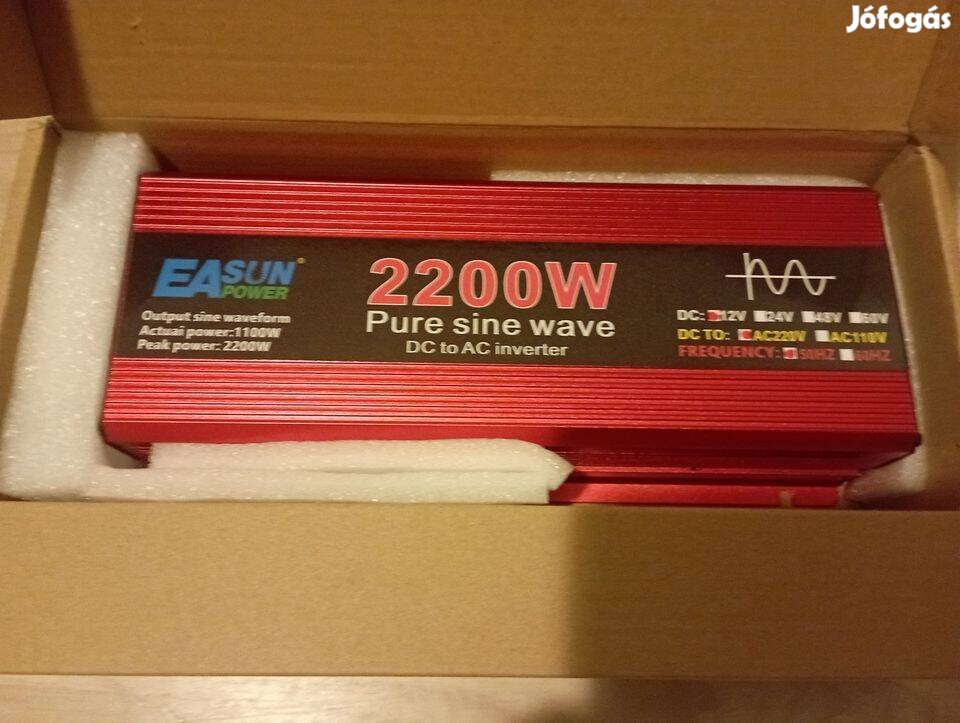 Jófogás
EASUN
POWER
Output sine waveform
Actuai power:1100W
Peak power: 2200W
2200W
Pure sine wave
DC to AC inverter
DC: 12V 24V 48V 60V
DC TO: AC220V AC110V
FREQUENCY: 50HZ 60HZ